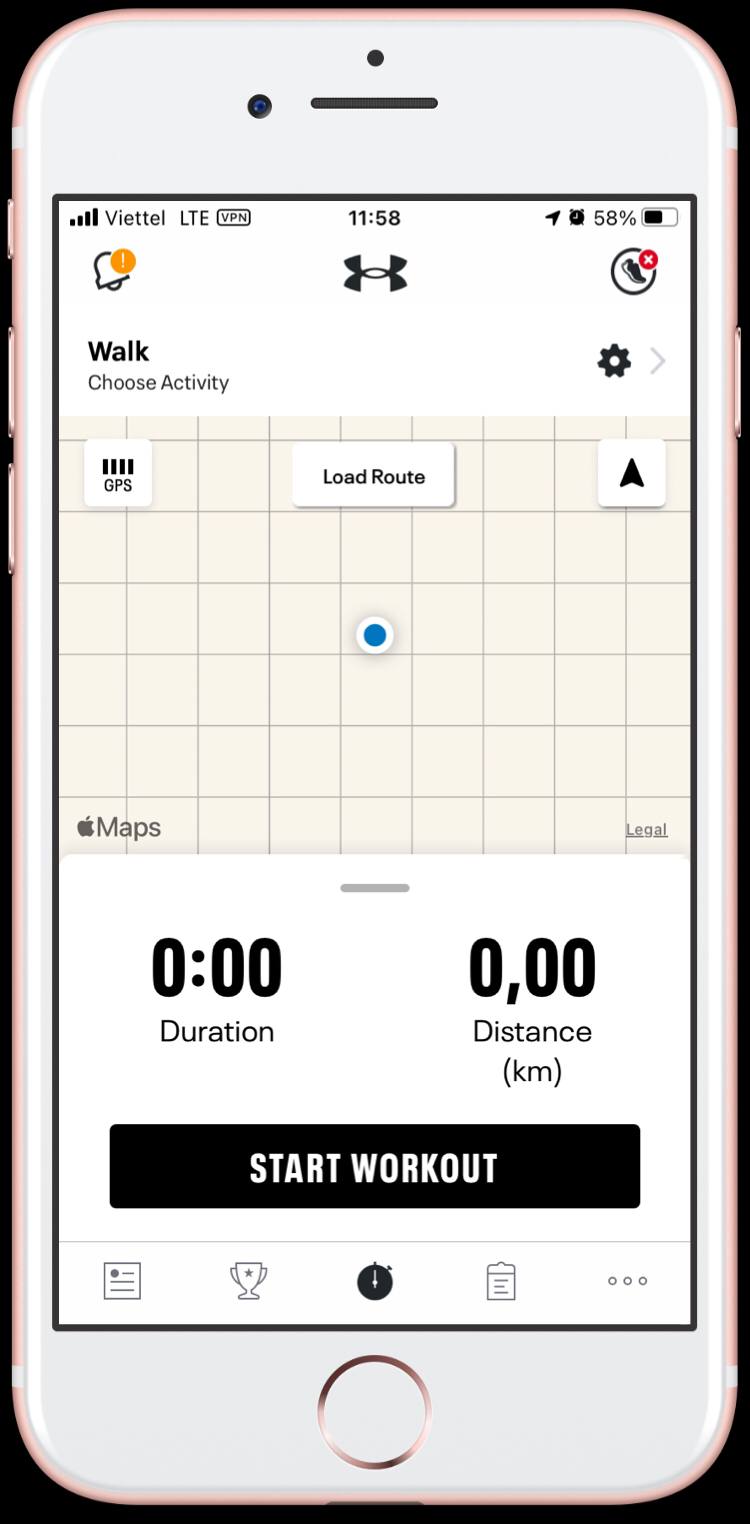 Viettel LTE VPN 11:58 58%
Walk
Choose Activity
GPS
Load Route
Maps
Legal
0:00 0,00
Duration Distance
(km)
START WORKOUT